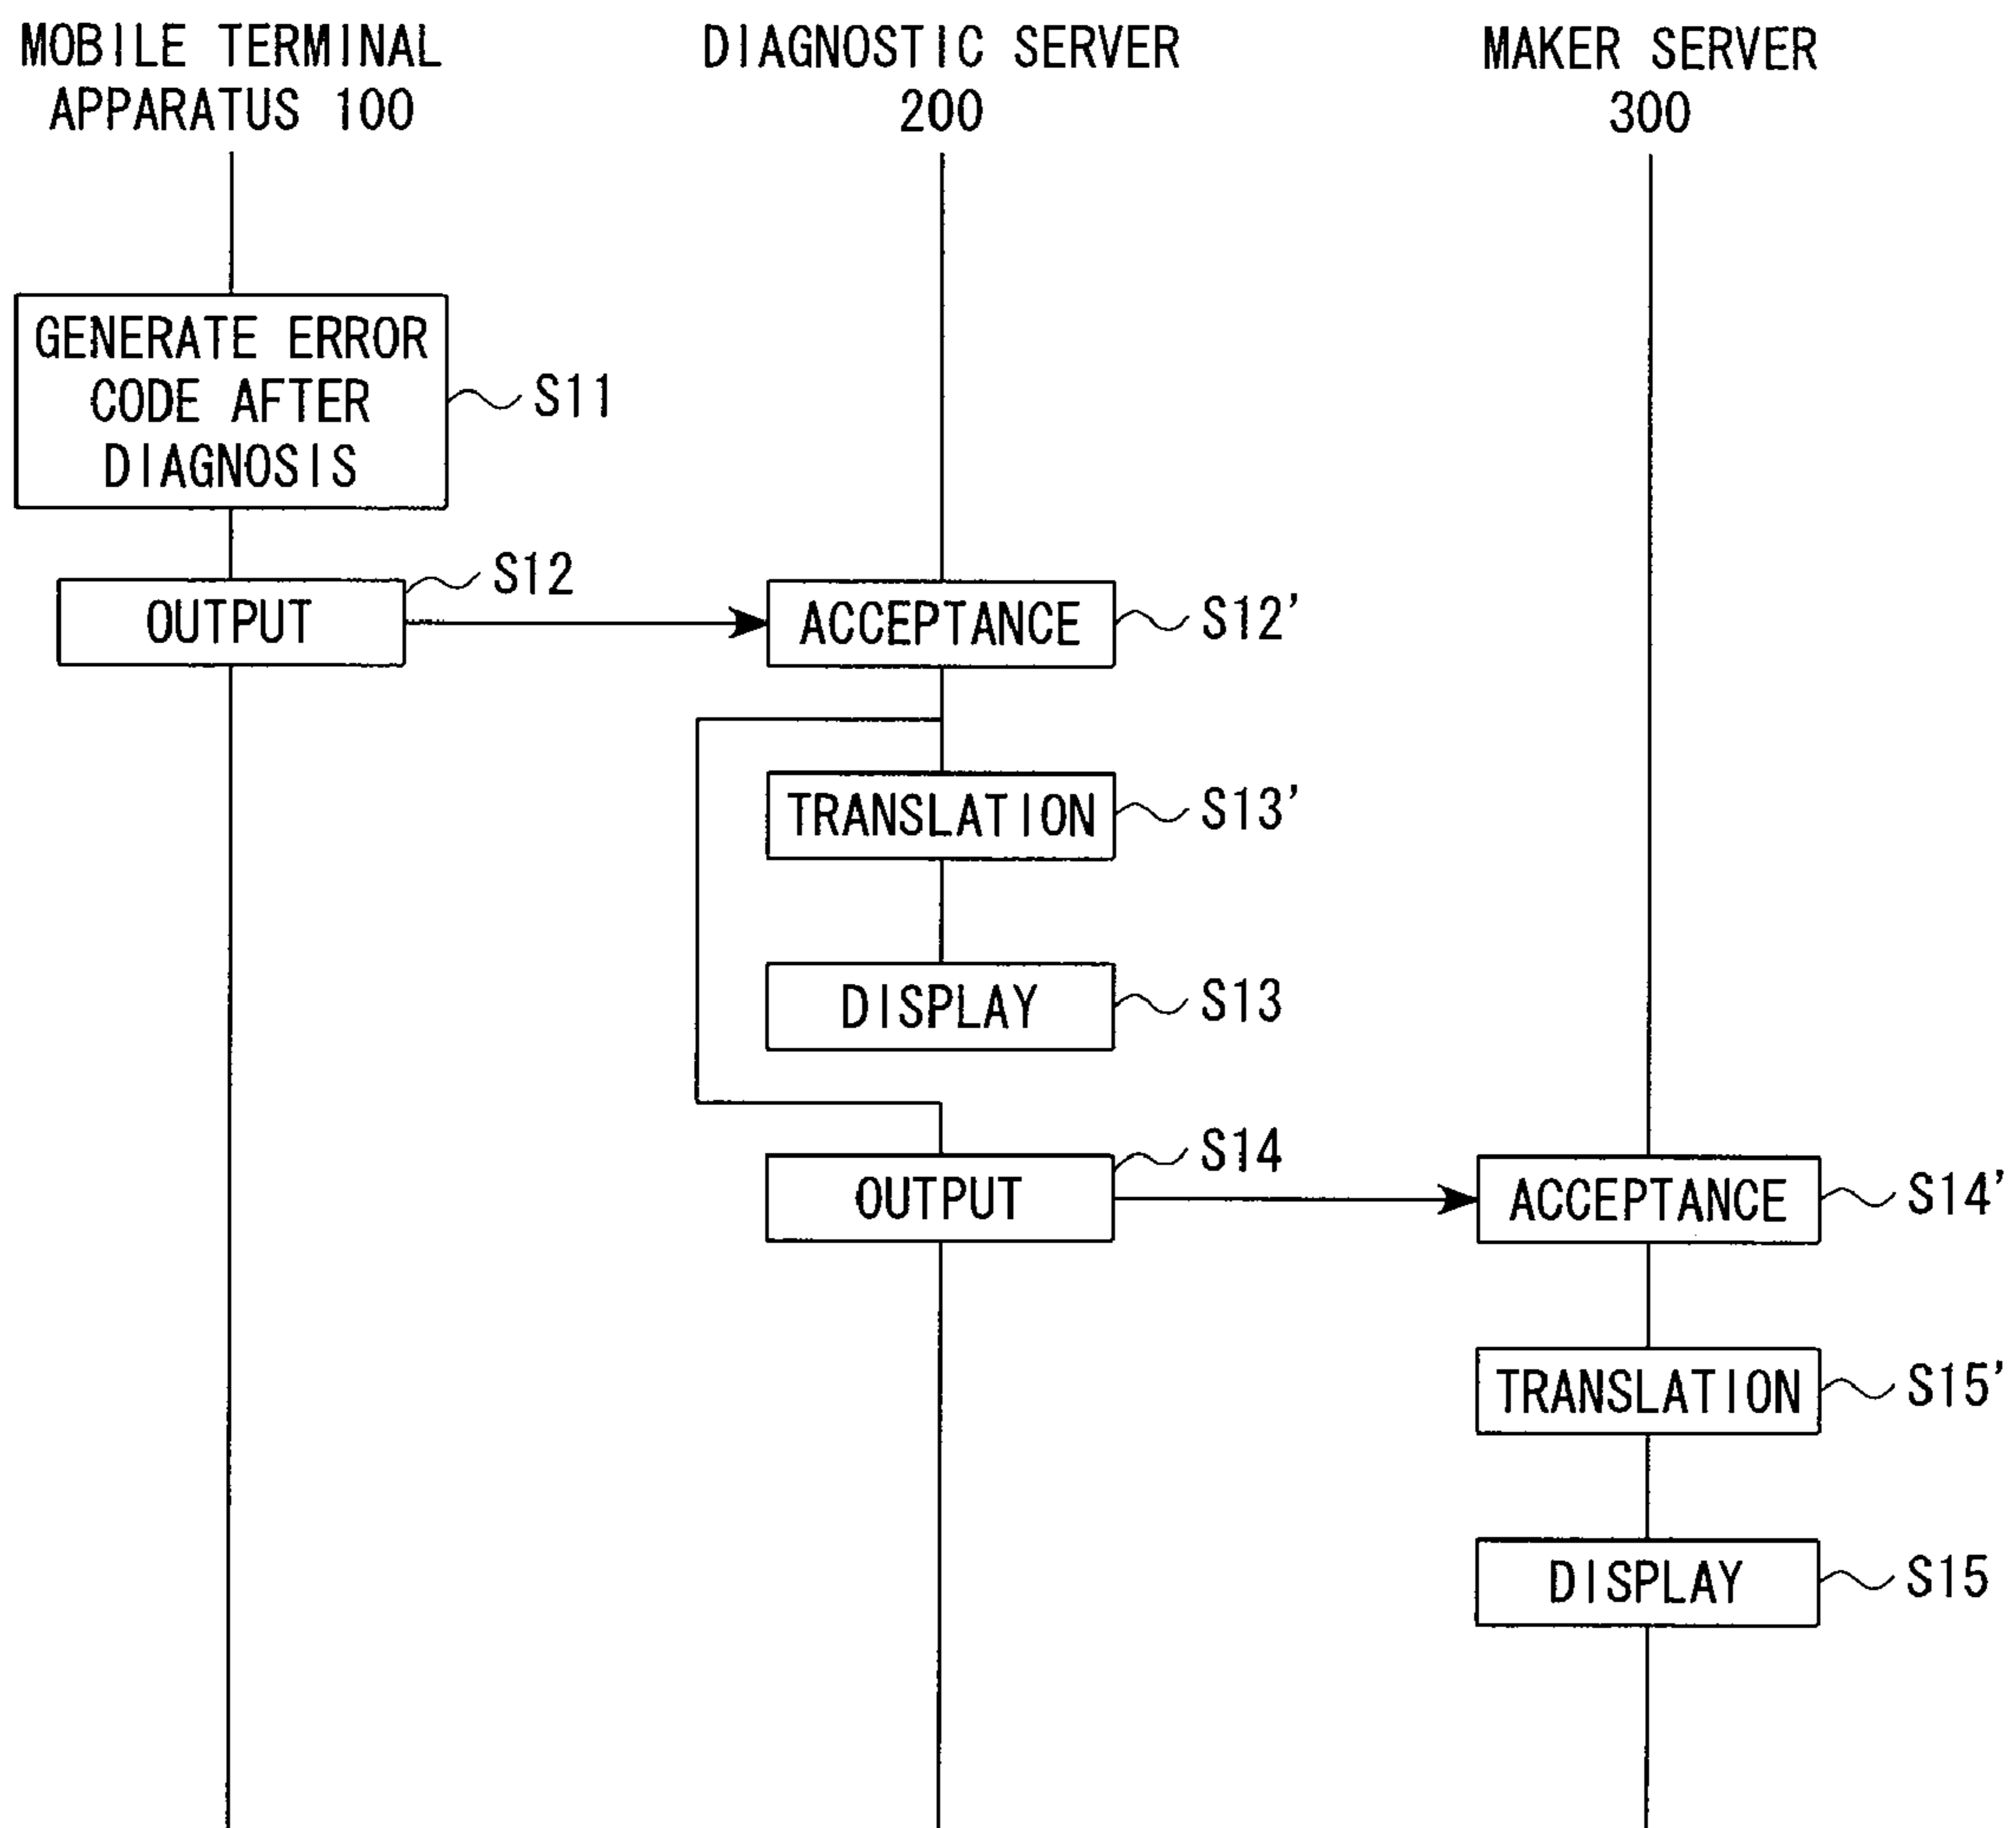 MOBILE TERMINAL
APPARATUS 100
DIAGNOSTIC SERVER
200
MAKER SERVER
300
GENERATE ERROR
CODE AFTER
DIAGNOSIS
S11
OUTPUT
S12
ACCEPTANCE
S12'
TRANSLATION
S13'
DISPLAY
S13
OUTPUT
S14
ACCEPTANCE
S14'
TRANSLATION
S15'
DISPLAY
S15